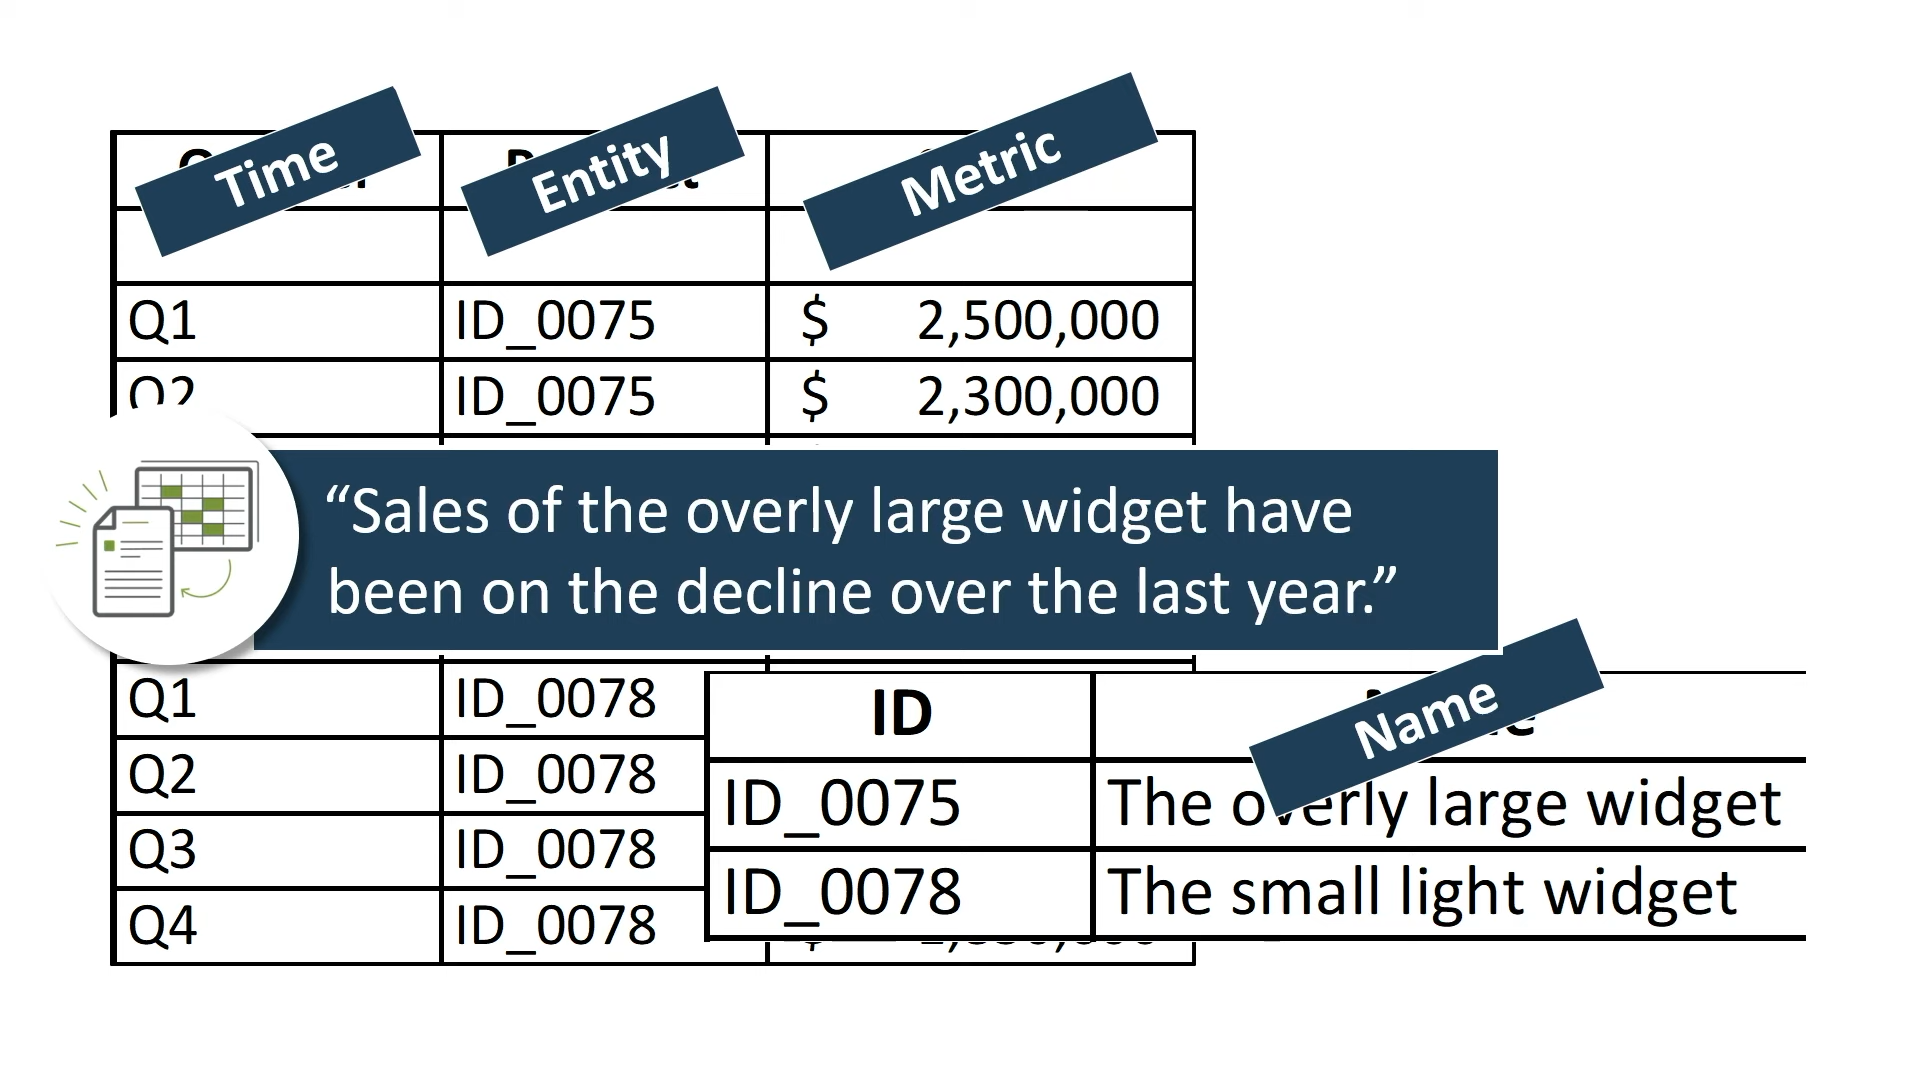 Time Entity Metric
Q1 ID_0075 $ 2,500,000
Q2 ID_0075 $ 2,300,000
“Sales of the overly large widget have
been on the decline over the last year.”
Q1 ID_0078
Q2 ID_0078
Q3 ID_0078
Q4 ID_0078
ID Name
ID_0075 The overly large widget
ID_0078 The small light widget